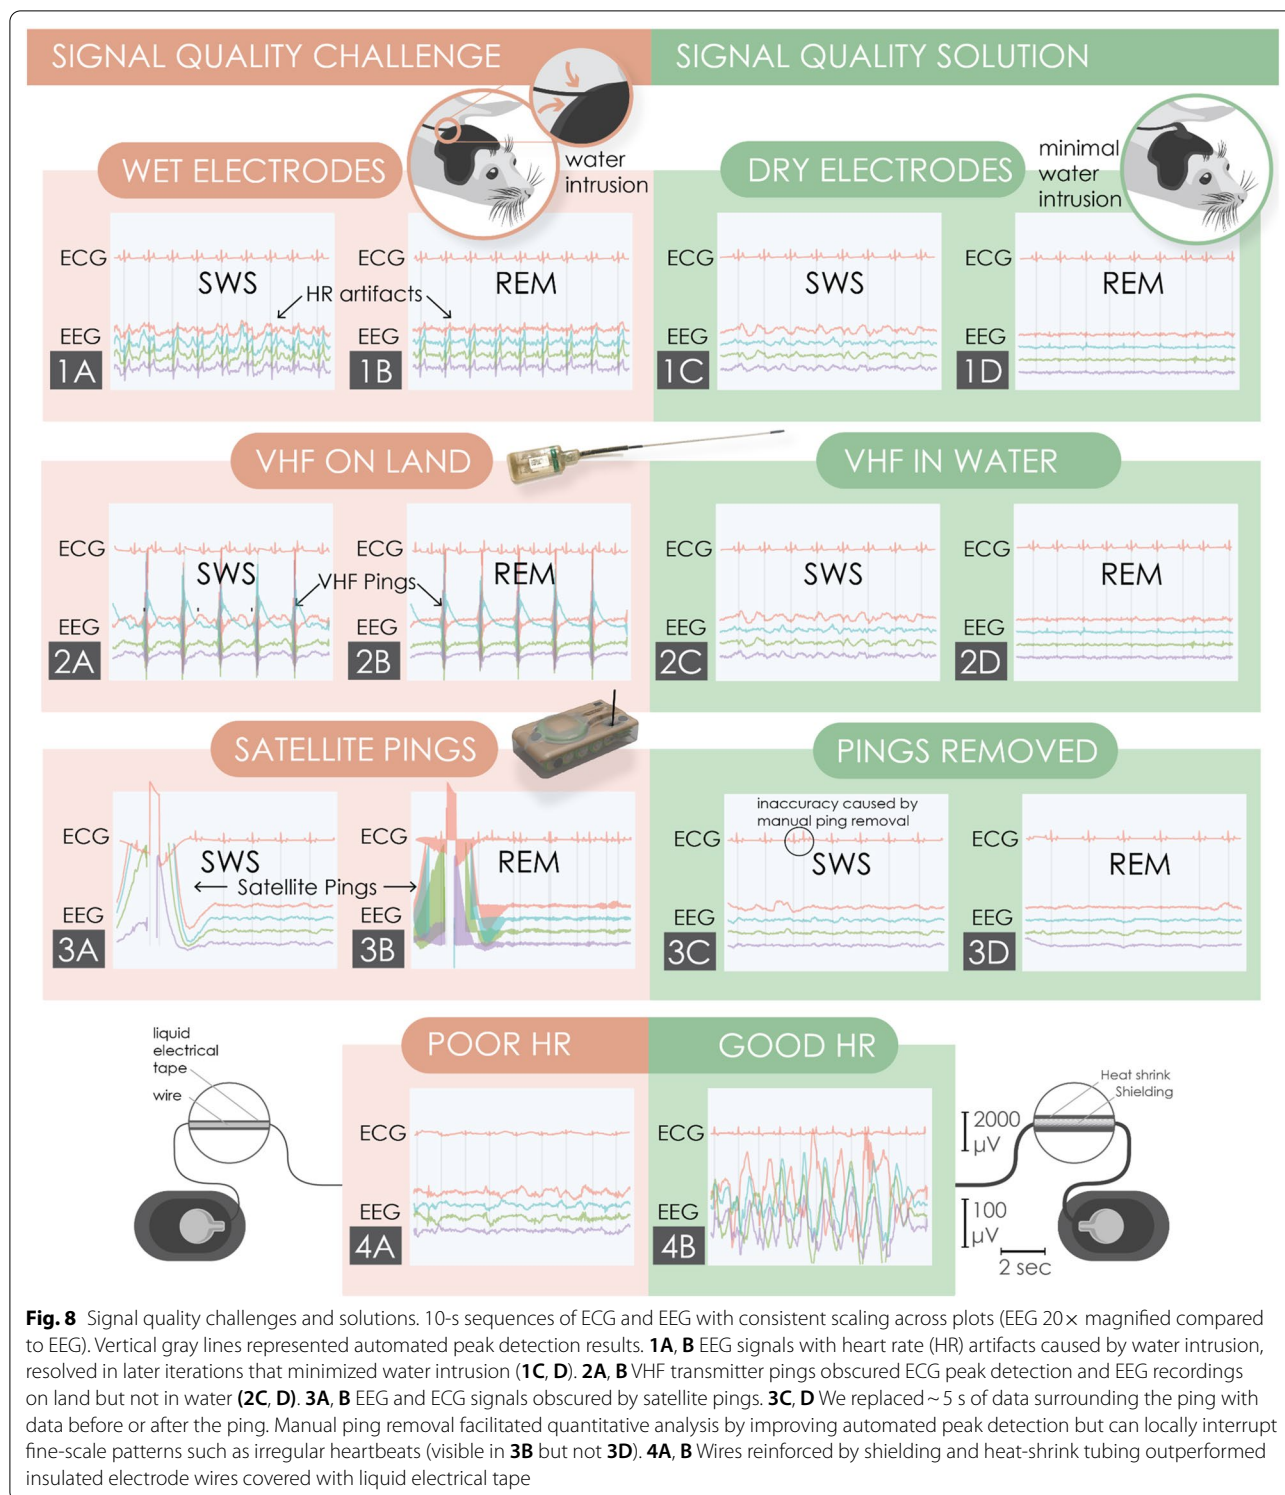 SIGNAL QUALITY CHALLENGE
SIGNAL QUALITY SOLUTION
WET ELECTRODES
water
intrusion
DRY ELECTRODES
minimal
water
intrusion
ECG
SWS
HR artifacts
EEG
1A
ECG
REM
EEG
1B
ECG
SWS
EEG
1C
ECG
REM
EEG
1D
VHF ON LAND
VHF IN WATER
ECG
SWS
VHF Pings
EEG
2A
ECG
REM
EEG
2B
ECG
SWS
EEG
2C
ECG
REM
EEG
2D
SATELLITE PINGS
PINGS REMOVED
ECG
SWS
Satellite Pings
EEG
3A
ECG
REM
EEG
3B
inaccuracy caused by
manual ping removal
ECG
SWS
EEG
3C
ECG
REM
EEG
3D
POOR HR
GOOD HR
liquid
electrical
tape
wire
ECG
EEG
4A
ECG
EEG
4B
Heat shrink
Shielding
2000
µV
100
µV
2 sec
Fig. 8 Signal quality challenges and solutions. 10-s sequences of ECG and EEG with consistent scaling across plots (EEG 20× magnified compared
to EEG). Vertical gray lines represented automated peak detection results. 1A, B EEG signals with heart rate (HR) artifacts caused by water intrusion,
resolved in later iterations that minimized water intrusion (1C, D). 2A, B VHF transmitter pings obscured ECG peak detection and EEG recordings
on land but not in water (2C, D). 3A, B EEG and ECG signals obscured by satellite pings. 3C, D We replaced ~ 5 s of data surrounding the ping with
data before or after the ping. Manual ping removal facilitated quantitative analysis by improving automated peak detection but can locally interrupt
fine-scale patterns such as irregular heartbeats (visible in 3B but not 3D). 4A, B Wires reinforced by shielding and heat-shrink tubing outperformed
insulated electrode wires covered with liquid electrical tape